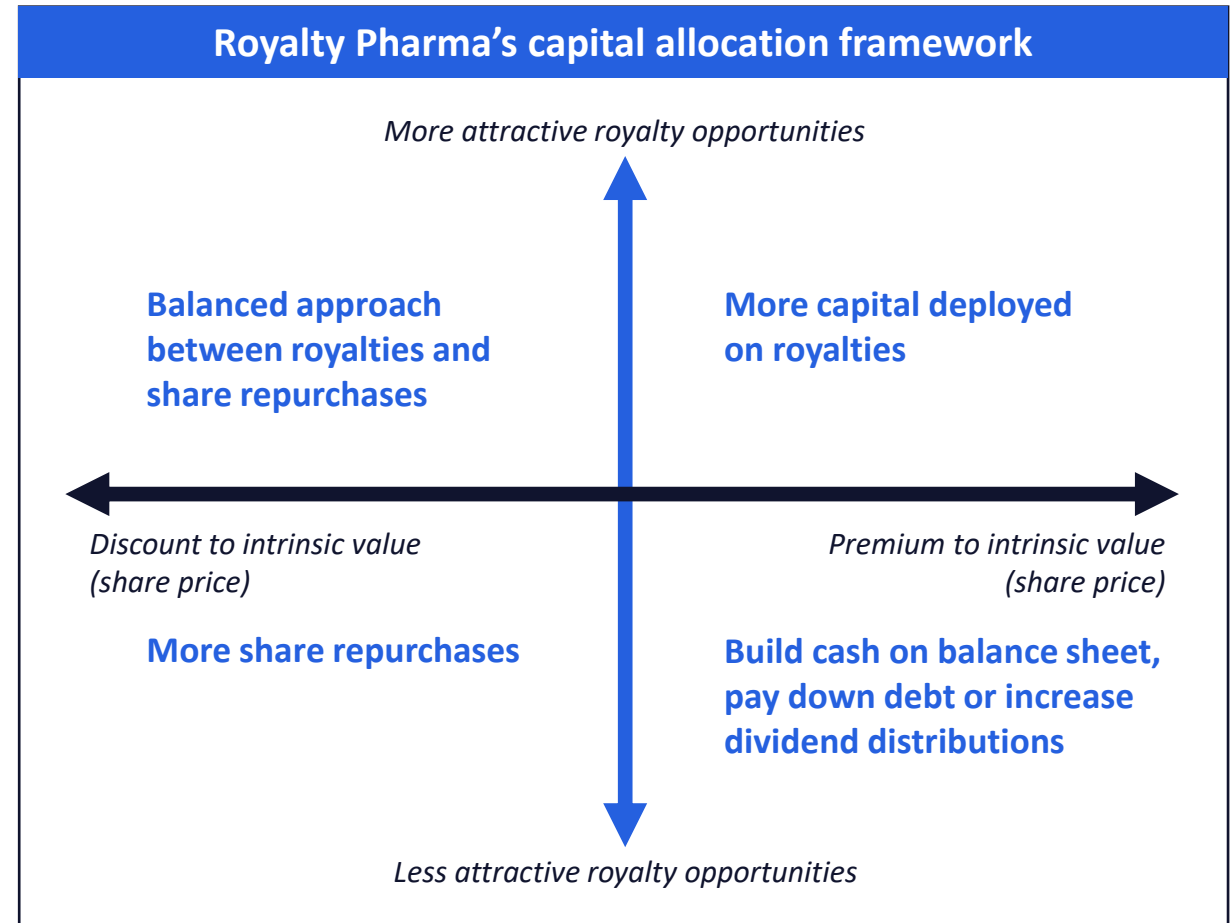 Royalty Pharma’s capital allocation framework
More attractive royalty opportunities
Balanced approach
between royalties and
share repurchases
More capital deployed
on royalties
Discount to intrinsic value
(share price)
Premium to intrinsic value
(share price)
More share repurchases
Build cash on balance sheet,
pay down debt or increase
dividend distributions
Less attractive royalty opportunities